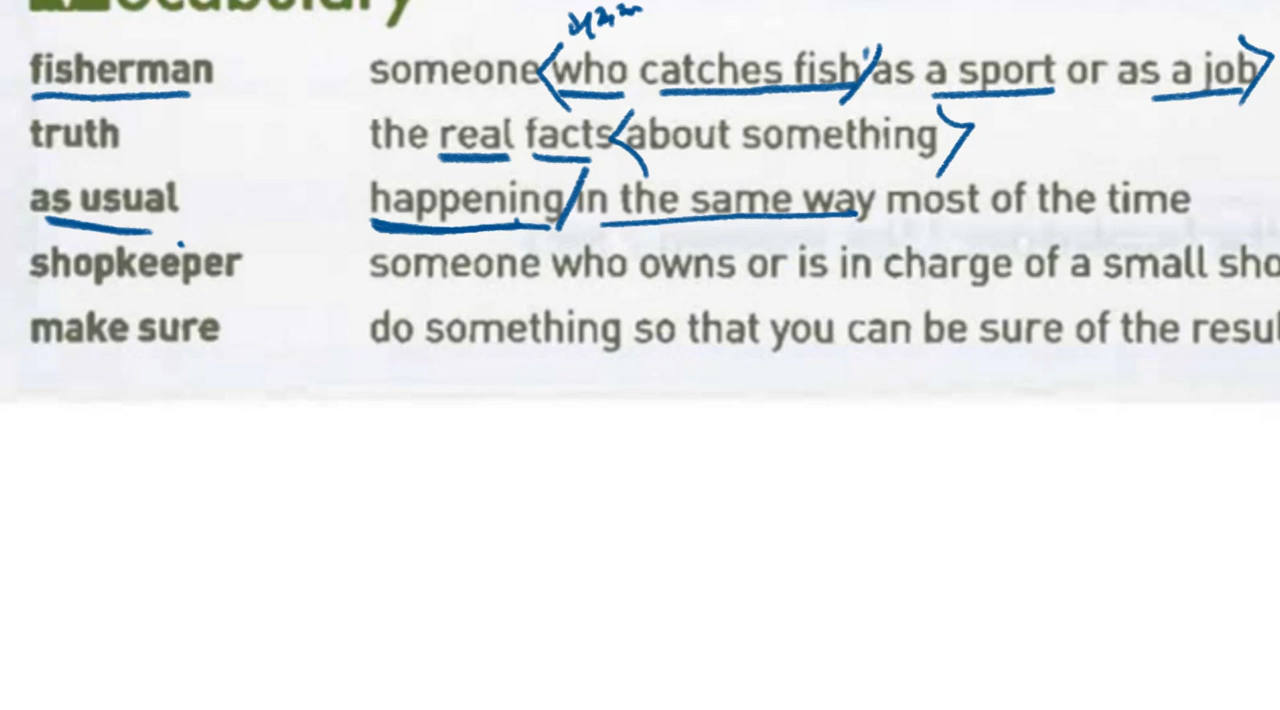 fisherman someone who catches fish as a sport or as a job
truth the real facts about something
as usual happening in the same way most of the time
shopkeeper someone who owns or is in charge of a small sho
make sure do something so that you can be sure of the resul